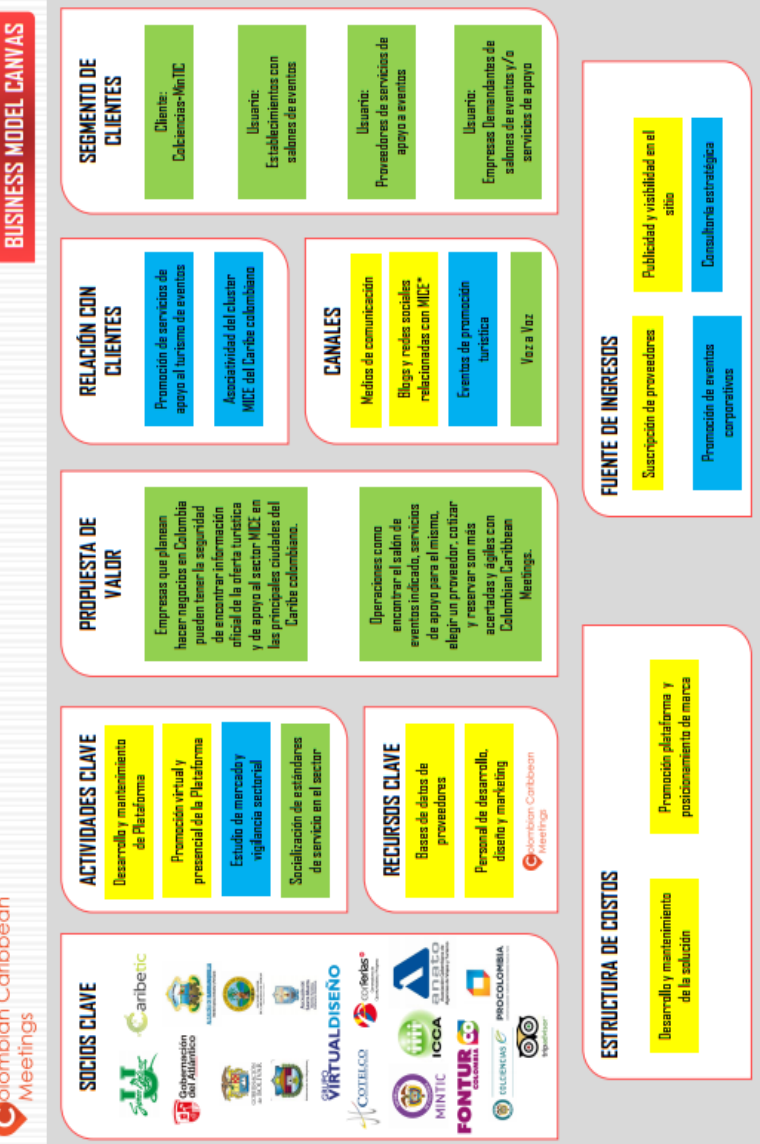 Colombian Caribbean
Meetings
BUSINESS MODEL CANVAS
SOCIOS CLAVE
Caribetic
Gobernación
del Atlántico
GOBERNACIÓN
de BOLÍVAR
GRUPO
VIRTUALDISEÑO
COTELCO
corferias
MINTIC
ICCA
anato
FONTUR
COLOMBIA
COLCIENCIAS
PROCOLOMBIA
tripadvisor
ACTIVIDADES CLAVE
Desarrollo y mantenimiento
de Plataforma
Promoción virtual y
presencial de la Plataforma
Estudio de mercado y
vigilancia sectorial
Socialización de estándares
de servicio en el sector
RECURSOS CLAVE
Bases de datos de
proveedores
Personal de desarrollo,
diseño y marketing
Colombian Caribbean
Meetings
PROPUESTA DE
VALOR
Empresas que planean
hacer negocios en Colombia
pueden tener la seguridad
de encontrar información
oficial de la oferta turística
y de apoyo al sector MICE en
las principales ciudades del
Caribe colombiano.
Operaciones como
encontrar el salón de
eventos indicado, servicios
de apoyo para el mismo,
elegir un proveedor, cotizar
y reservar son más
acertadas y ágiles con
Colombian Caribbean
Meetings.
RELACIÓN CON
CLIENTES
Promoción de servicios de
apoyo al turismo de eventos
Asociatividad del cluster
MICE del Caribe colombiano
CANALES
Medios de comunicación
Blogs y redes sociales
relacionadas con MICE*
Eventos de promoción
turística
Voz a Voz
SEGMENTO DE
CLIENTES
Cliente:
Colciencias-MinTIC
Usuario:
Establecimientos con
salones de eventos
Usuario:
Proveedores de servicios de
apoyo a eventos
Usuario:
Empresas Demandantes de
salones de eventos y/o
servicios de apoyo
ESTRUCTURA DE COSTOS
Desarrollo y mantenimiento
de la solución
Promoción plataforma y
posicionamiento de marca
FUENTE DE INGRESOS
Suscripción de proveedores
Publicidad y visibilidad en el
sitio
Promoción de eventos
corporativos
Consultoría estratégica